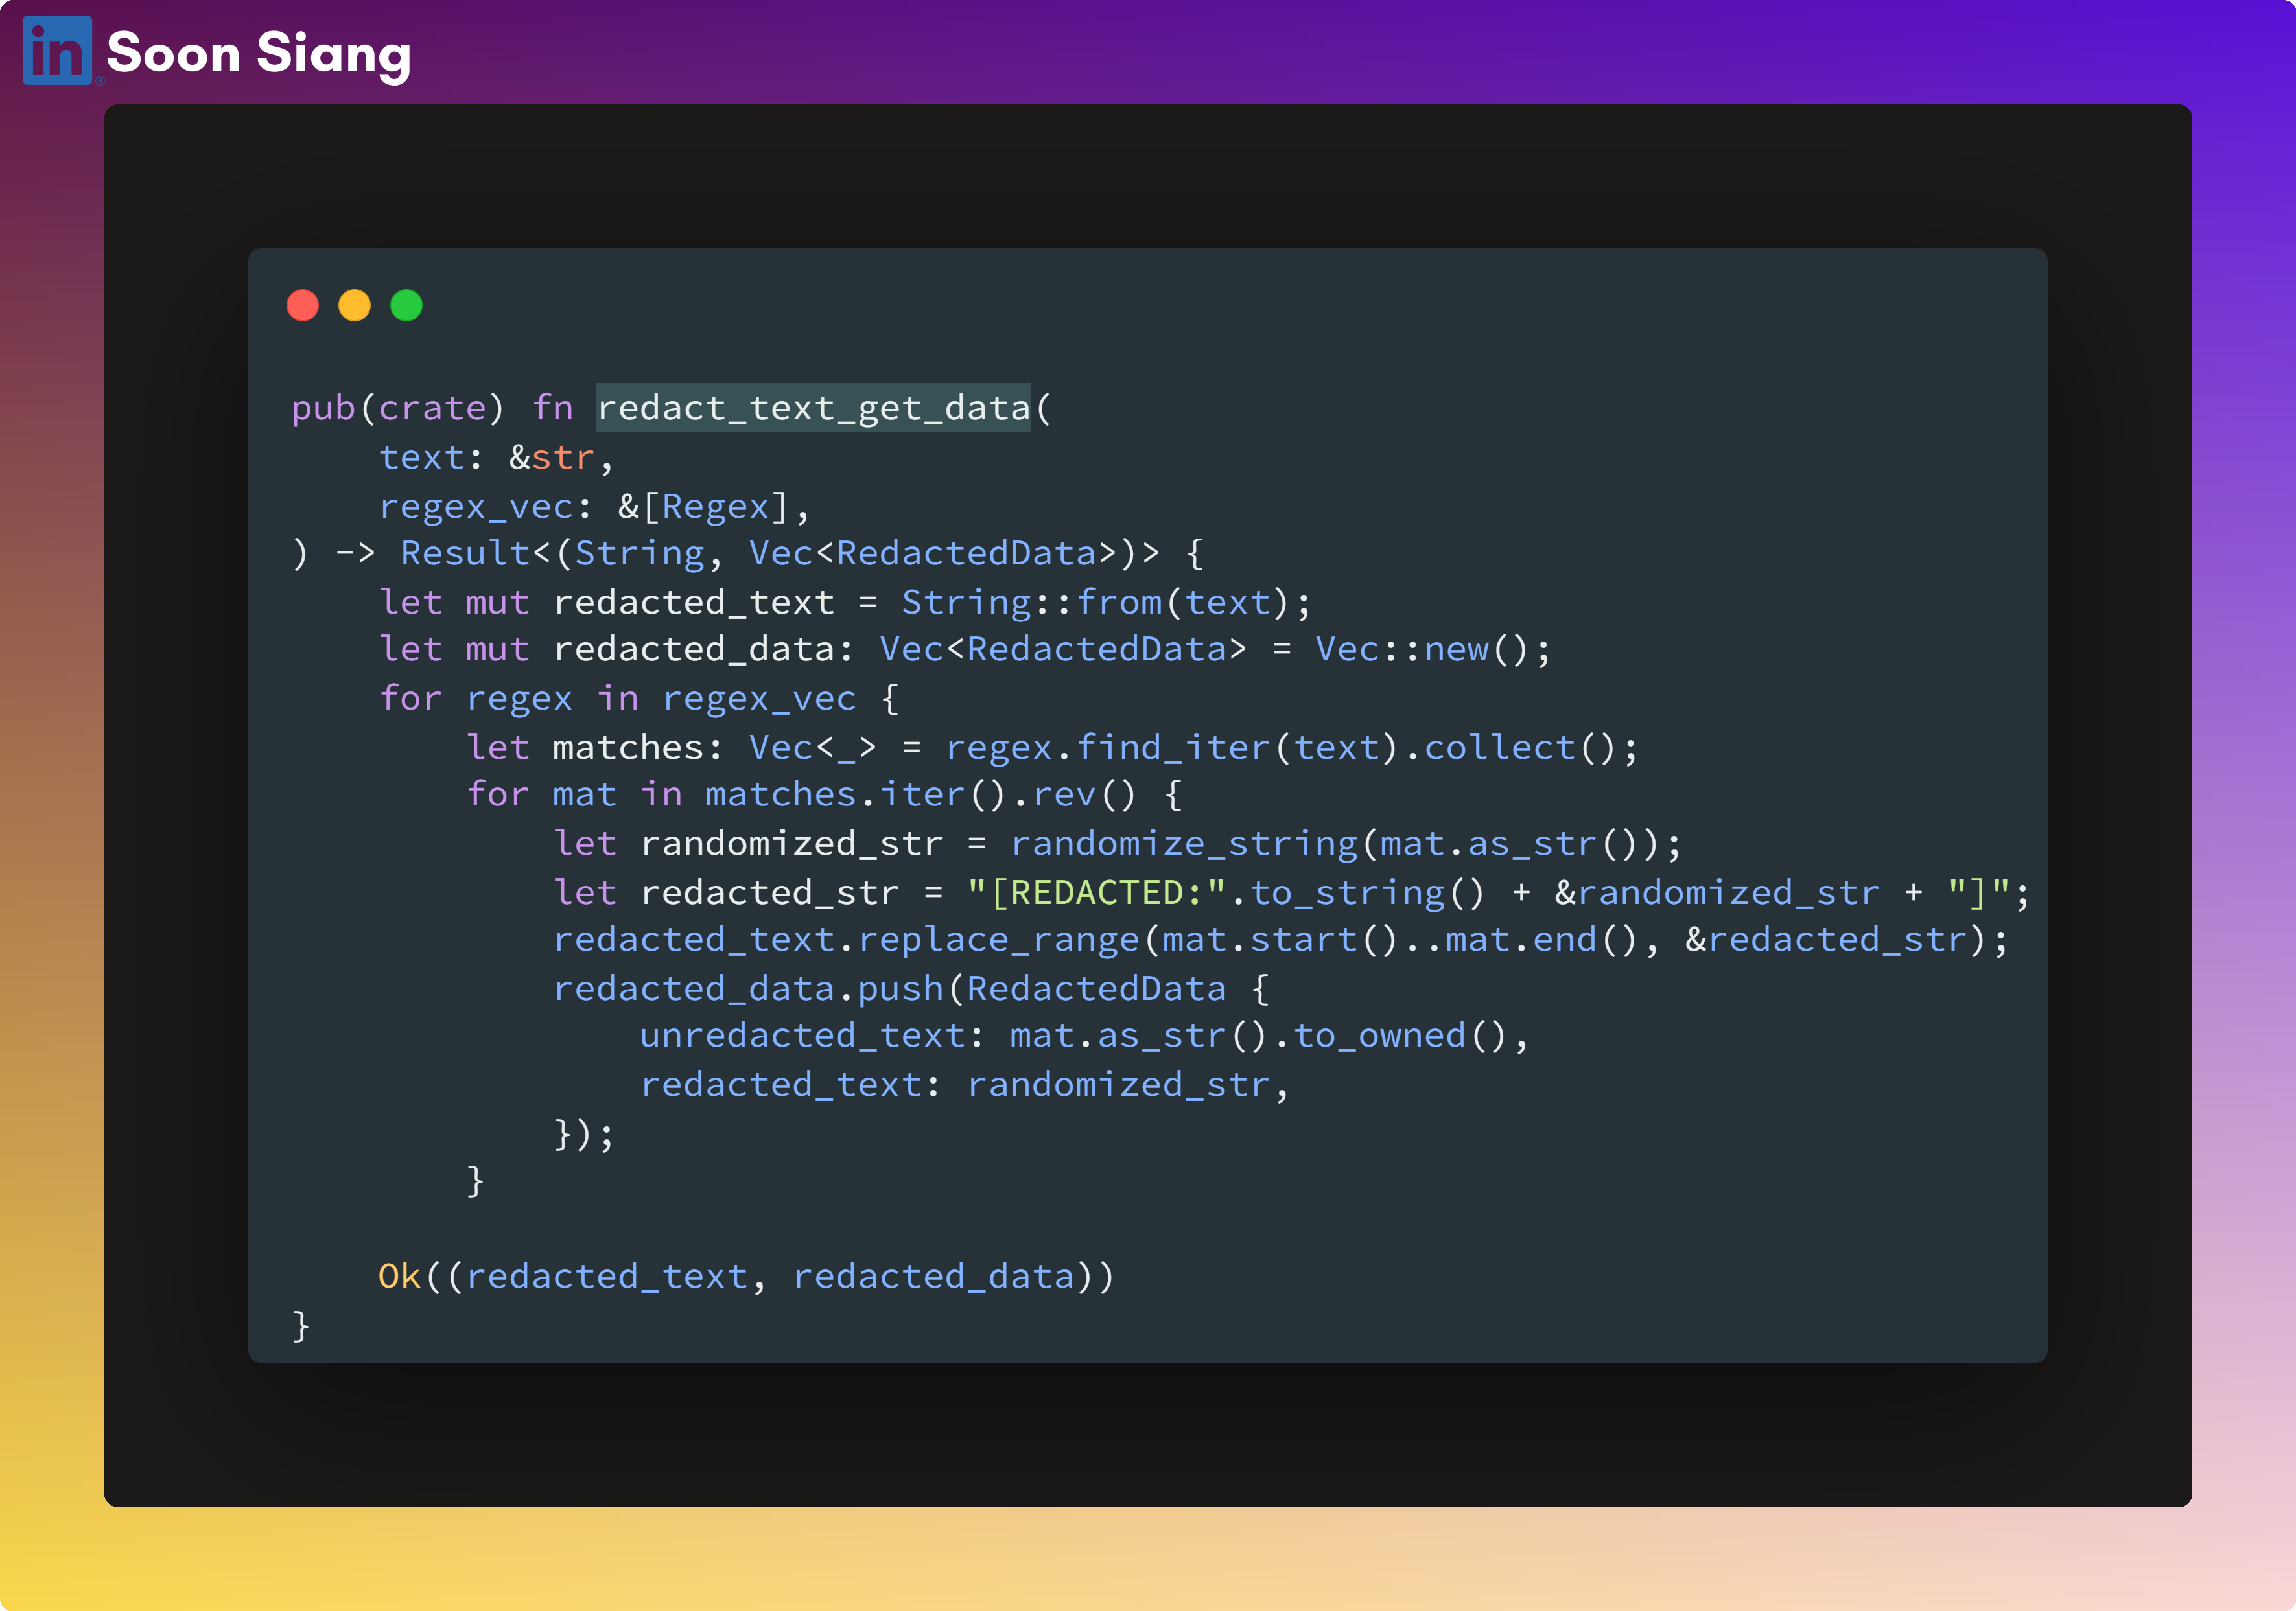 in Soon Siang
pub(crate) fn redact_text_get_data(
    text: &str,
    regex_vec: &[Regex],
) -> Result<(String, Vec<RedactedData>)> {
    let mut redacted_text = String::from(text);
    let mut redacted_data: Vec<RedactedData> = Vec::new();
    for regex in regex_vec {
        let matches: Vec<_> = regex.find_iter(text).collect();
        for mat in matches.iter().rev() {
            let randomized_str = randomize_string(mat.as_str());
            let redacted_str = "[REDACTED:".to_string() + &randomized_str + "]";
            redacted_text.replace_range(mat.start()..mat.end(), &redacted_str);
            redacted_data.push(RedactedData {
                unredacted_text: mat.as_str().to_owned(),
                redacted_text: randomized_str,
            });
        }

    Ok((redacted_text, redacted_data))
}